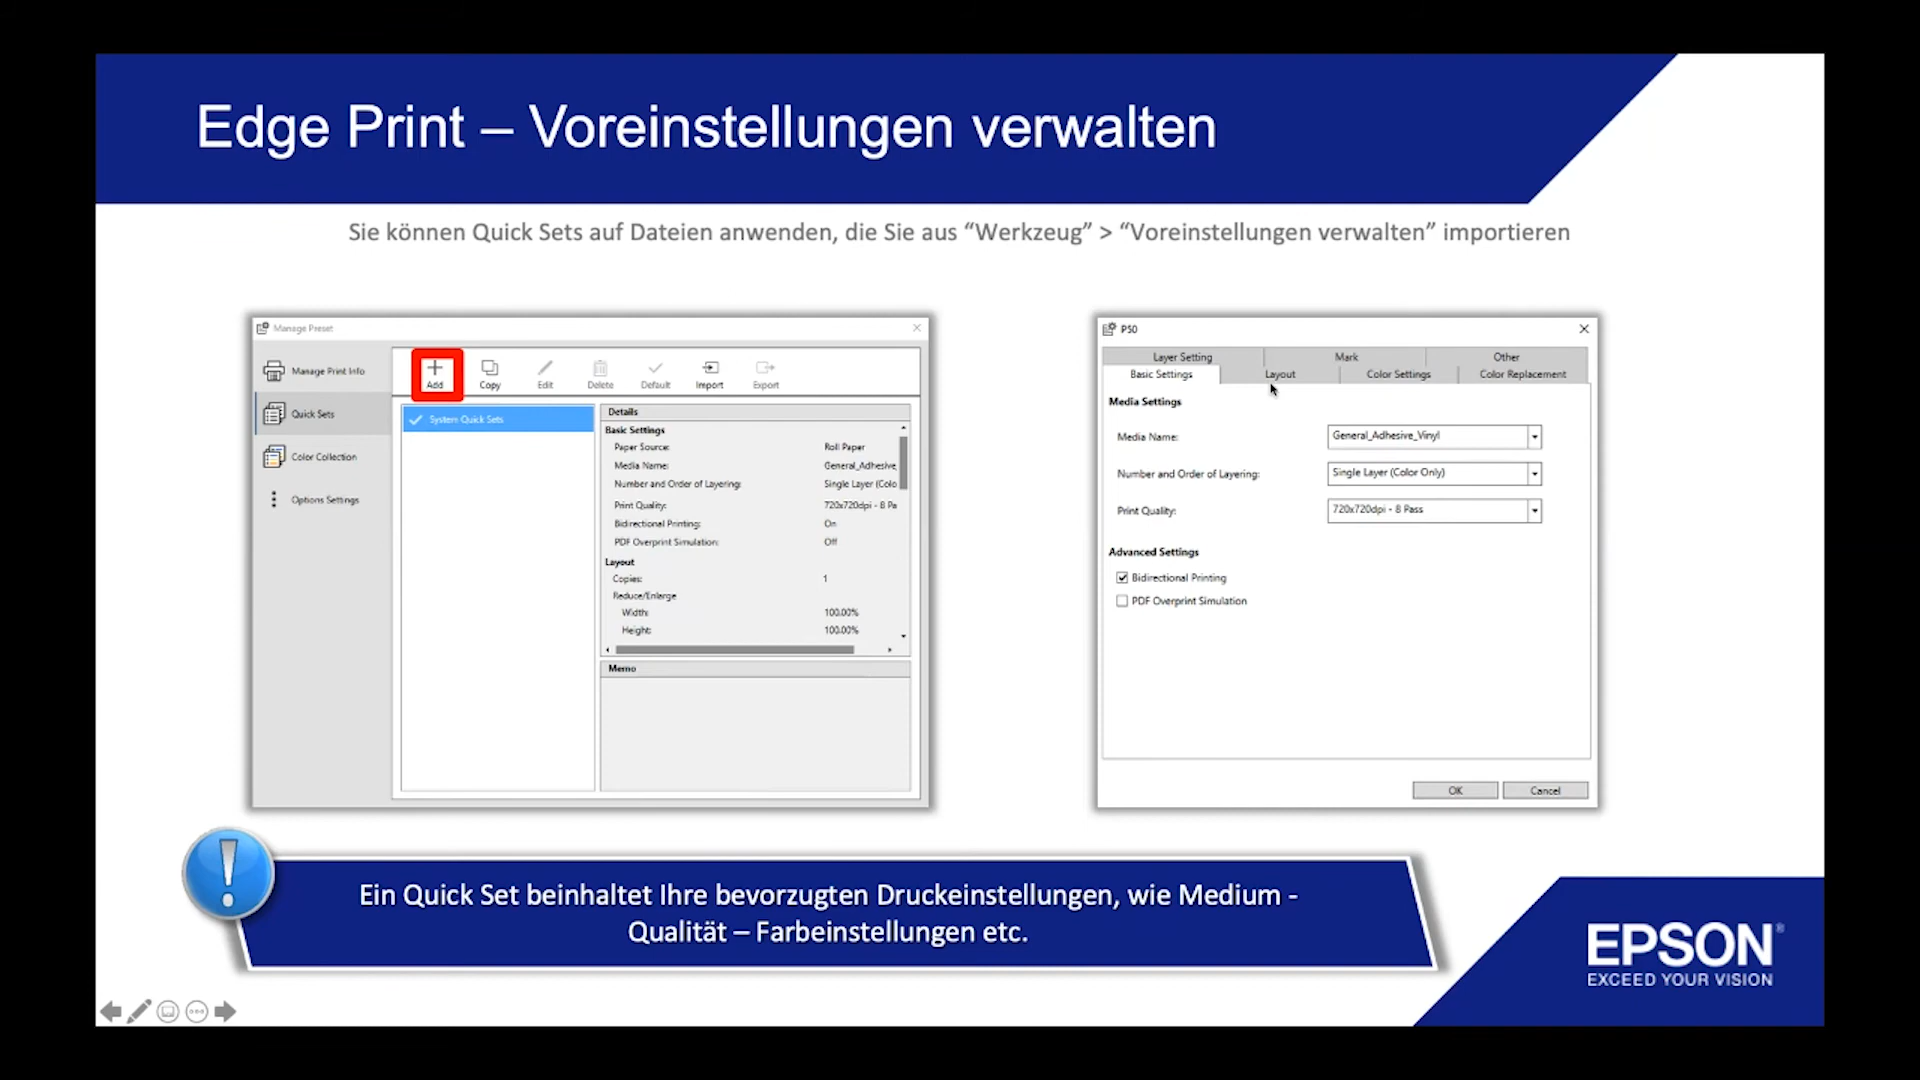 Edge Print – Voreinstellungen verwalten
Sie können Quick Sets auf Dateien anwenden, die Sie aus “Werkzeug” > “Voreinstellungen verwalten” importieren
Manage Preset
Manage Print Info
Quick Sets
Color Collection
Options Settings
Add Copy Edit Delete Default Import Export
System Quick Sets
Details
Basic Settings
Paper Source: Roll Paper
Media Name: General_Adhesive,
Number and Order of Layering: Single Layer (Colo
Print Quality: 720x720dpi - 8 Pa
Bidirectional Printing: On
PDF Overprint Simulation: Off
Layout
Copies: 1
Reduce/Enlarge
Width: 100.00%
Height: 100.00%
Memo
P50
Layer Setting Mark Other
Basic Settings Layout Color Settings Color Replacement
Media Settings
Media Name: General_Adhesive_Vinyl
Number and Order of Layering: Single Layer (Color Only)
Print Quality: 720x720dpi - 8 Pass
Advanced Settings
Bidirectional Printing
PDF Overprint Simulation
OK Cancel
Ein Quick Set beinhaltet Ihre bevorzugten Druckeinstellungen, wie Medium -
Qualität – Farbeinstellungen etc.
EPSON®
EXCEED YOUR VISION